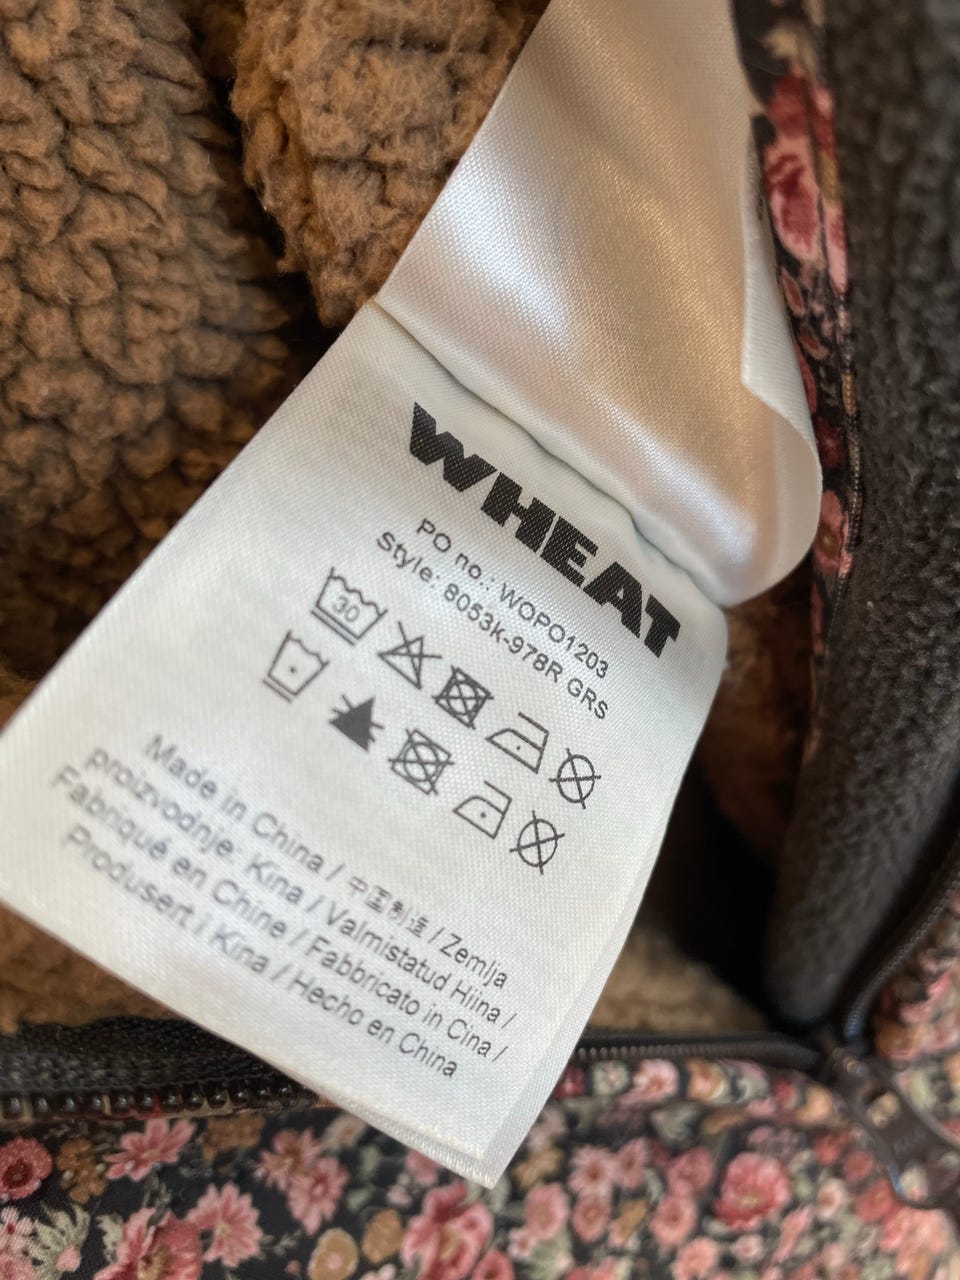 WHEAT
PO no.: WOPO1203
Style: 8053k-978R GRS
30
Made in China / 中国制造 / Zemlja
proizvodnje: Kina / Valmistatud Hiina /
Fabriqué en Chine / Fabbricato in Cina /
Produsert i Kina / Hecho en China